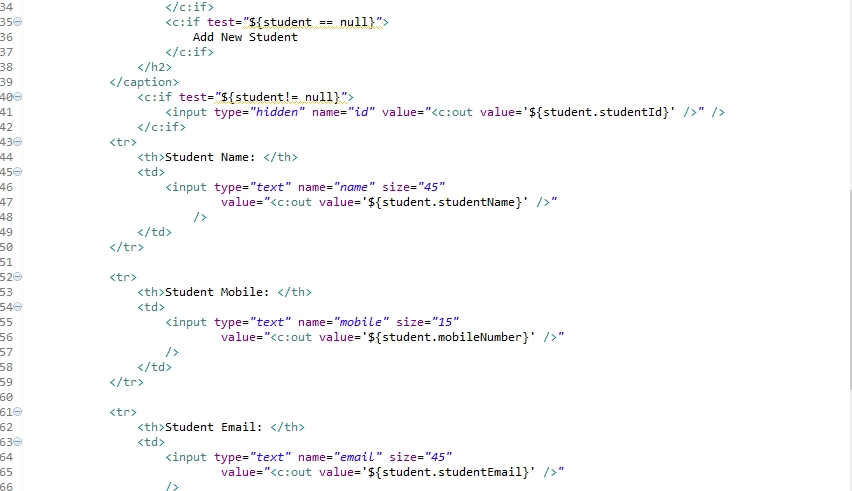 34                     </c:if>
35                     <c:if test="${student == null}">
36                         Add New Student
37                     </c:if>
38                 </h2>
39             </caption>
40                 <c:if test="${student!= null}">
41                     <input type="hidden" name="id" value="<c:out value='${student.studentId}' />" />
42                 </c:if>
43             <tr>
44                 <th>Student Name: </th>
45                 <td>
46                     <input type="text" name="name" size="45"
47                             value="<c:out value='${student.studentName}' />"
48                         />
49                 </td>
50             </tr>
51
52             <tr>
53                 <th>Student Mobile: </th>
54                 <td>
55                     <input type="text" name="mobile" size="15"
56                             value="<c:out value='${student.mobileNumber}' />"
57                     />
58                 </td>
59             </tr>
60
61             <tr>
62                 <th>Student Email: </th>
63                 <td>
64                     <input type="text" name="email" size="45"
65                             value="<c:out value='${student.studentEmail}' />"
66                     />